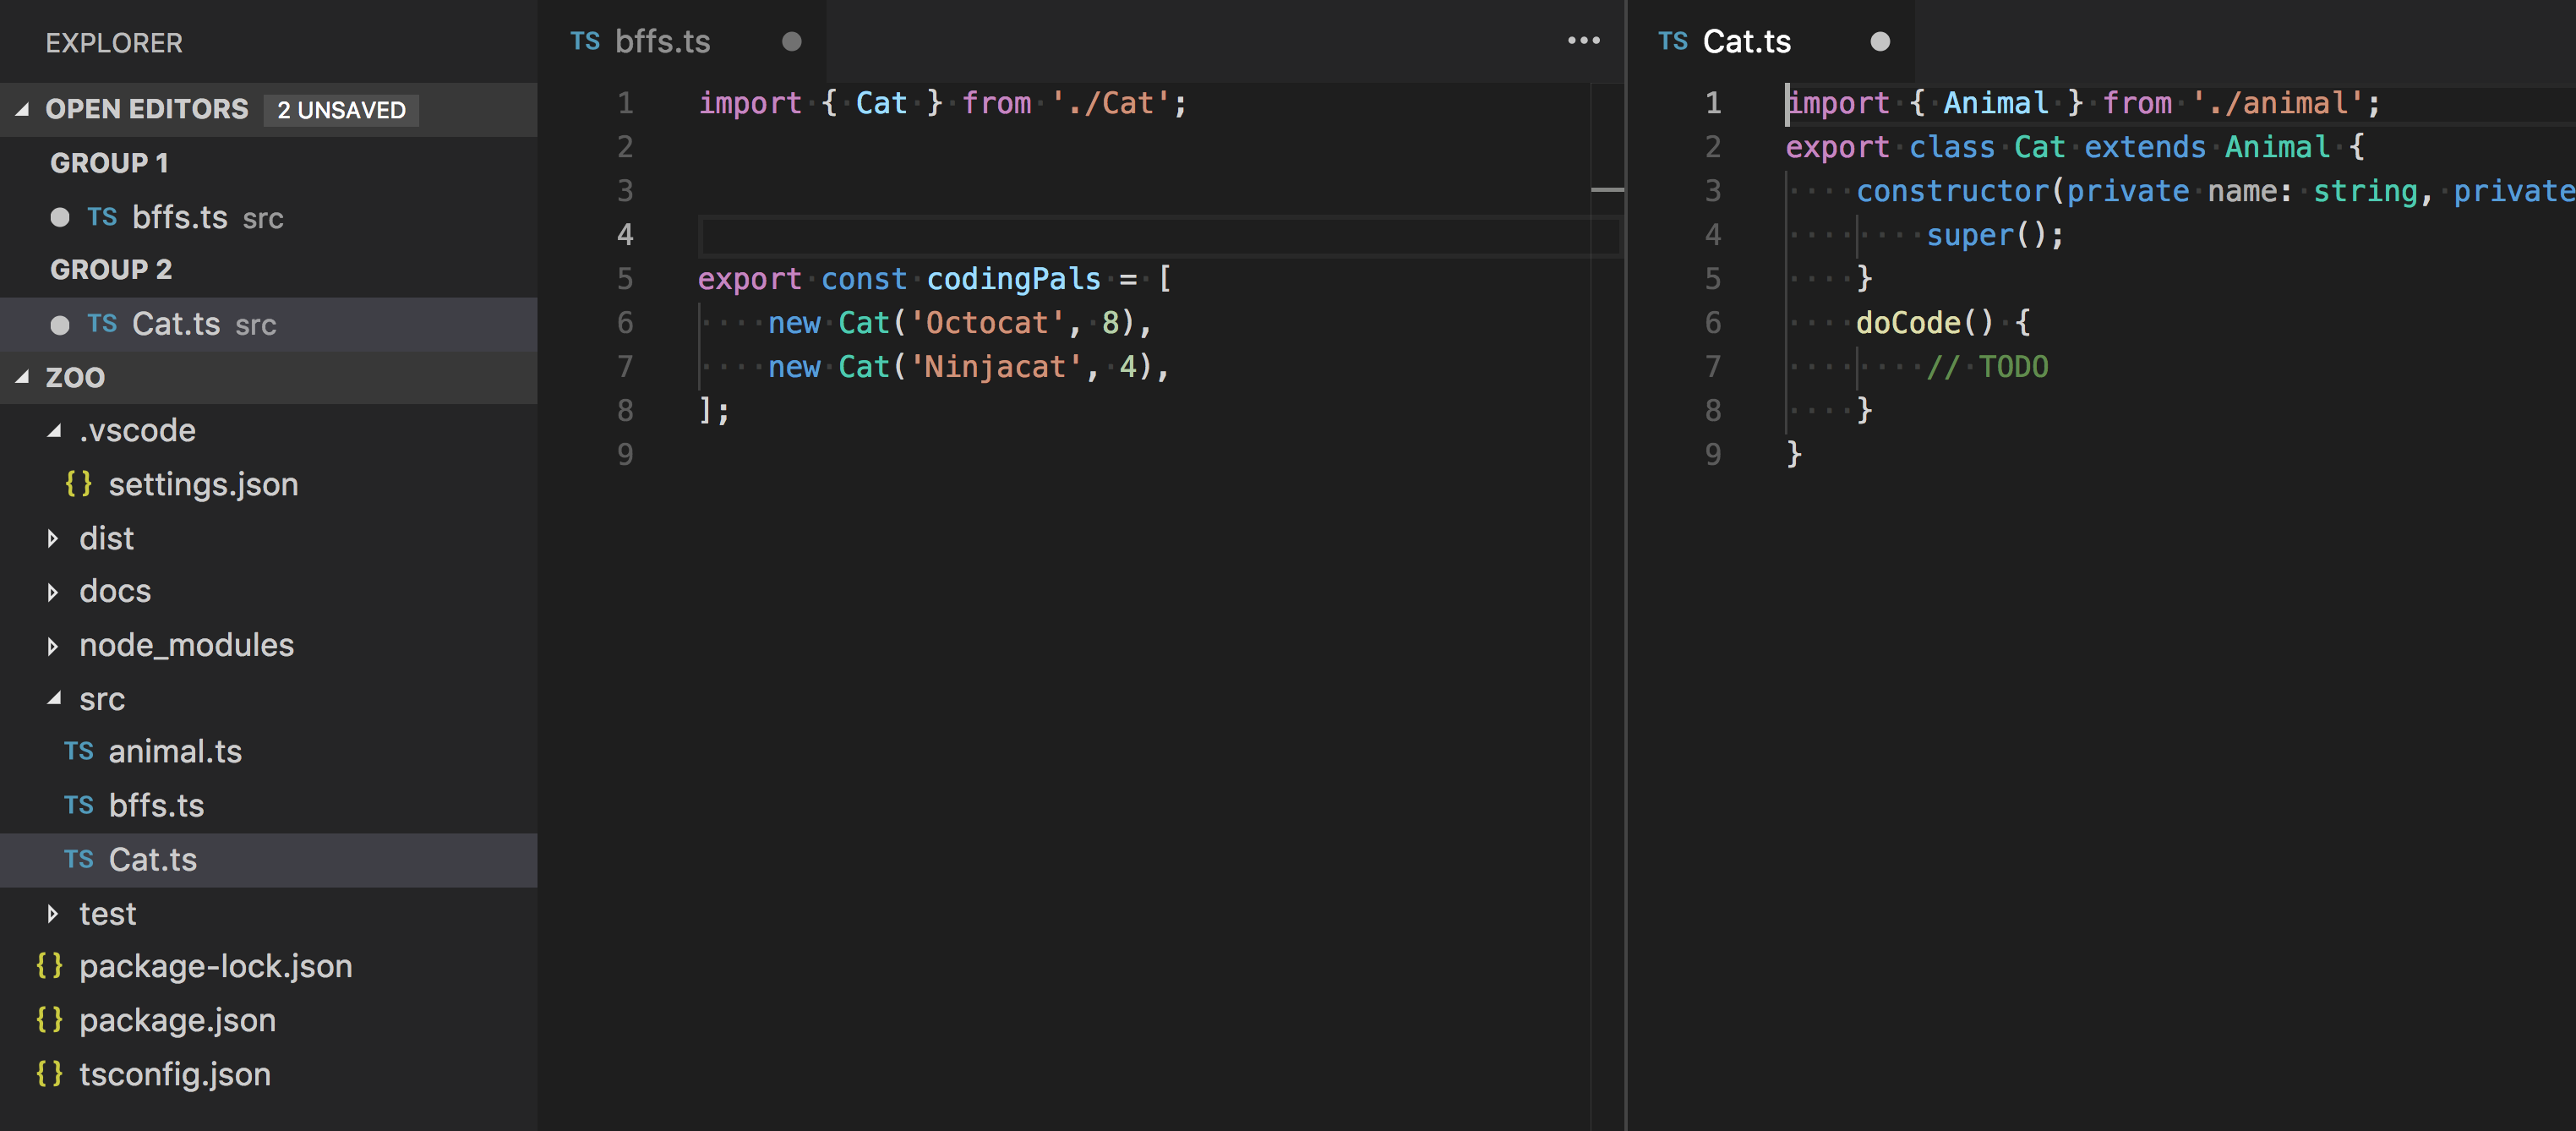 EXPLORER
OPEN EDITORS 2 UNSAVED
GROUP 1
TS bffs.ts src
GROUP 2
TS Cat.ts src
ZOO
.vscode
{} settings.json
dist
docs
node_modules
src
TS animal.ts
TS bffs.ts
TS Cat.ts
test
{} package-lock.json
{} package.json
{} tsconfig.json
TS bffs.ts
1 import { Cat } from './Cat';
2
3
4
5 export const codingPals = [
6     new Cat('Octocat', 8),
7     new Cat('Ninjacat', 4),
8 ];
9
TS Cat.ts
1 import { Animal } from './animal';
2 export class Cat extends Animal {
3     constructor(private name: string, private
4         super();
5     }
6     doCode() {
7         // TODO
8     }
9 }